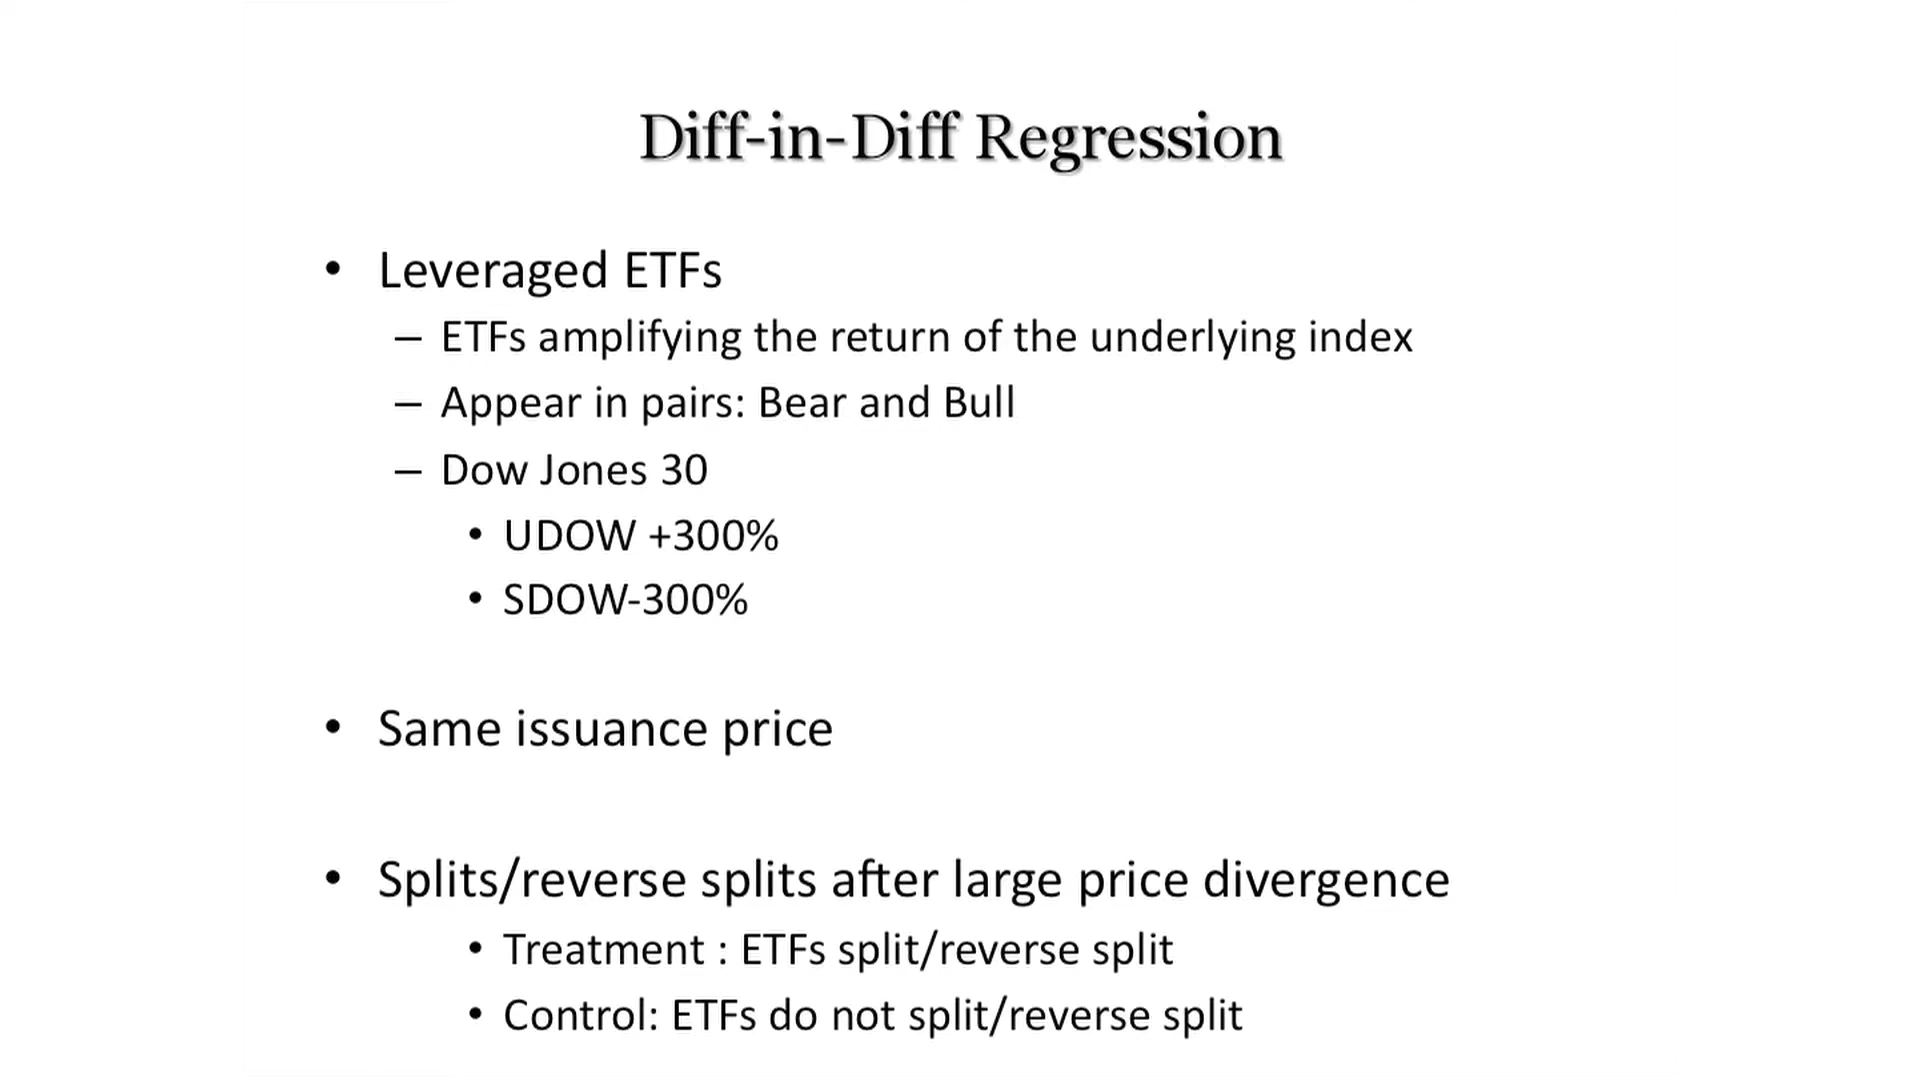 Diff-in-Diff Regression
• Leveraged ETFs
– ETFs amplifying the return of the underlying index
– Appear in pairs: Bear and Bull
– Dow Jones 30
• UDOW +300%
• SDOW-300%
• Same issuance price
• Splits/reverse splits after large price divergence
• Treatment : ETFs split/reverse split
• Control: ETFs do not split/reverse split